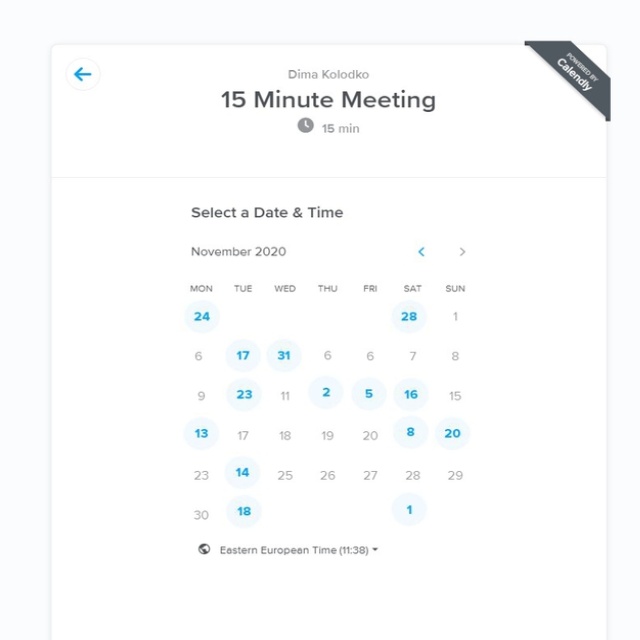 POWERED BY
Calendly
Dima Kolodko
15 Minute Meeting
15 min
Select a Date & Time
November 2020
MON TUE WED THU FRI SAT SUN
24 28 1
6 17 31 6 6 7 8
9 23 11 2 5 16 15
13 17 18 19 20 8 20
23 14 25 26 27 28 29
30 18 1
Eastern European Time (11:38)